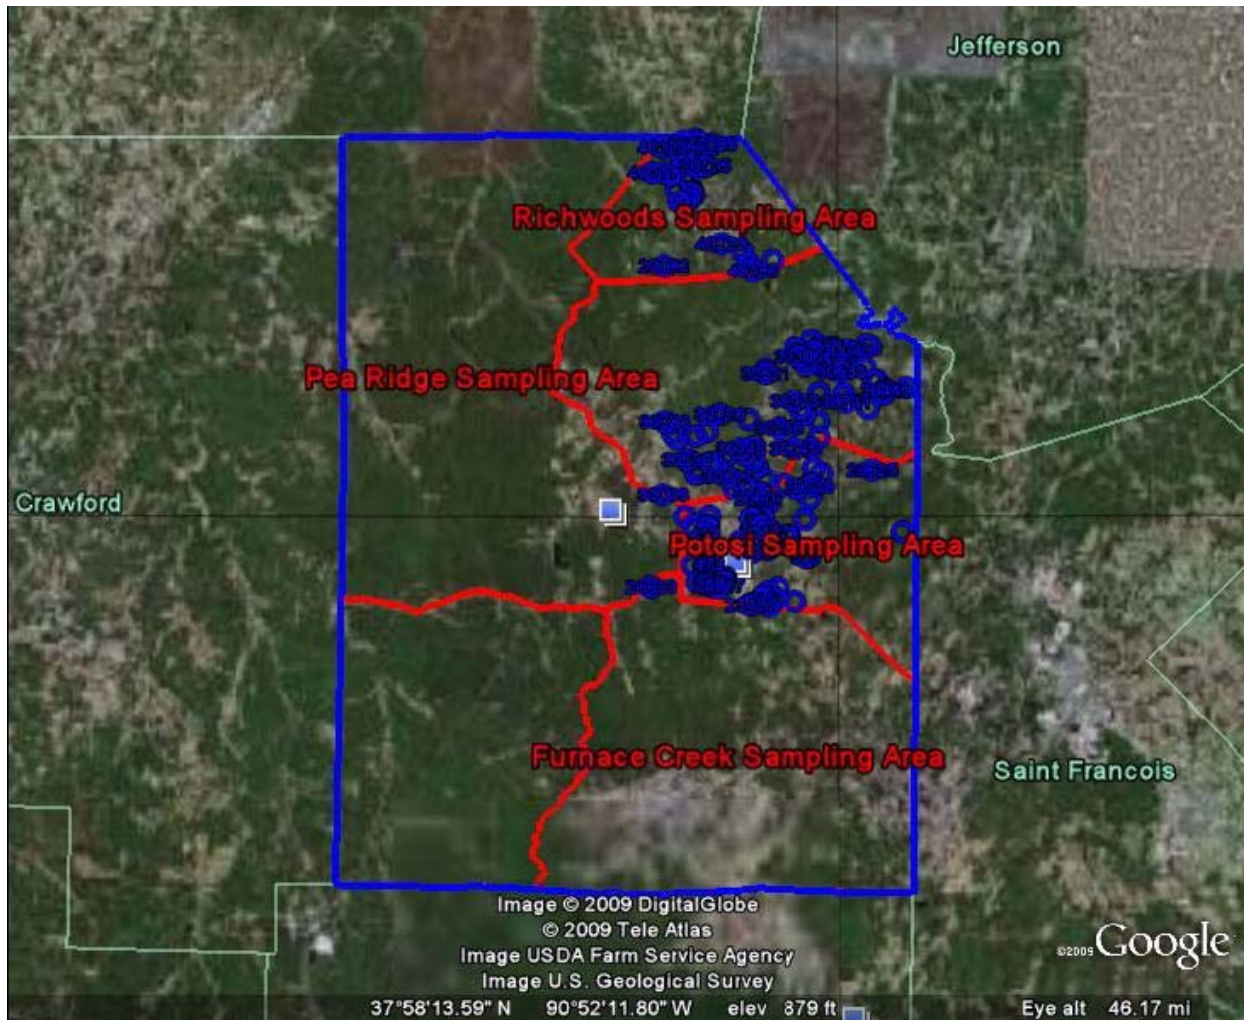 Jefferson
Richwoods Sampling Area
Pea Ridge Sampling Area
Crawford
Potosi Sampling Area
Furnace Creek Sampling Area
Saint Francois
Image © 2009 DigitalGlobe
© 2009 Tele Atlas
Image USDA Farm Service Agency
Image U.S. Geological Survey
©2009 Google
37°58'13.59" N 90°52'11.80" W elev 879 ft Eye alt 46.17 mi